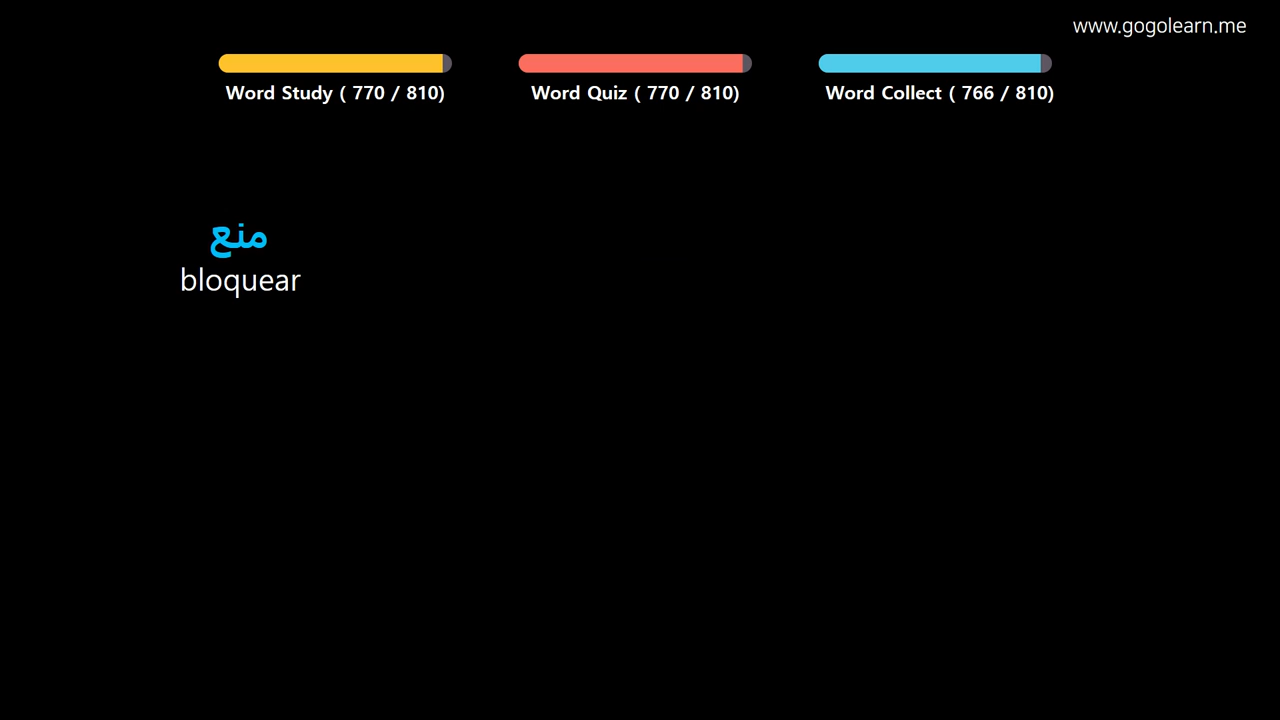 www.gogolearn.me
Word Study ( 770 / 810)
Word Quiz ( 770 / 810)
Word Collect ( 766 / 810)
منع
bloquear